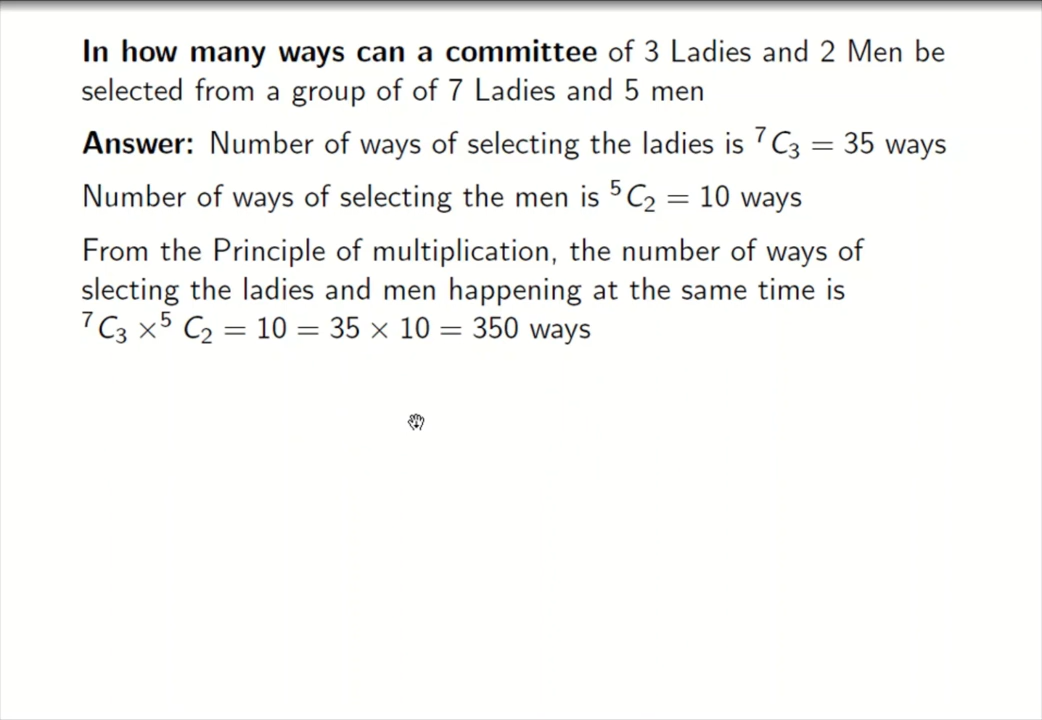 In how many ways can a committee of 3 Ladies and 2 Men be
selected from a group of of 7 Ladies and 5 men
Answer: Number of ways of selecting the ladies is ⁷C₃ = 35 ways
Number of ways of selecting the men is ⁵C₂ = 10 ways
From the Principle of multiplication, the number of ways of
slecting the ladies and men happening at the same time is
⁷C₃ ×⁵ C₂ = 10 = 35 × 10 = 350 ways